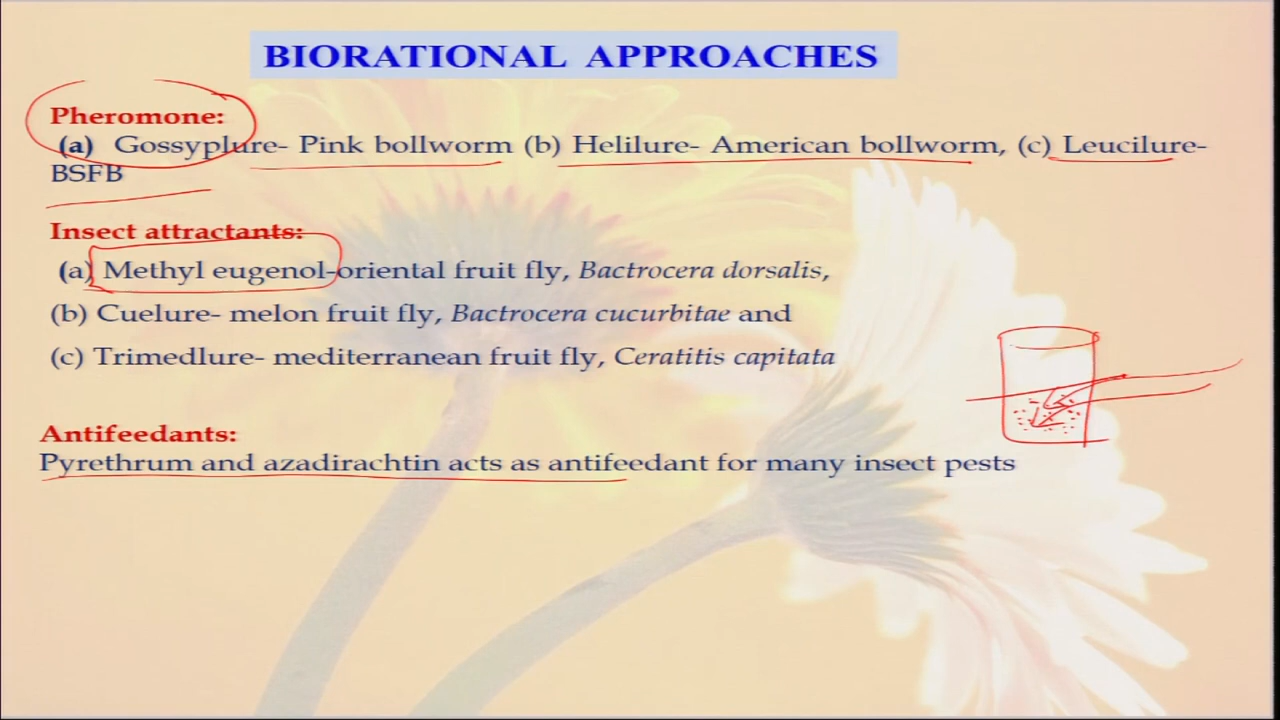 BIORATIONAL APPROACHES
Pheromone:
(a) Gossyplure- Pink bollworm (b) Helilure- American bollworm, (c) Leucilure-
BSFB
Insect attractants:
(a) Methyl eugenol-oriental fruit fly, Bactrocera dorsalis,
(b) Cuelure- melon fruit fly, Bactrocera cucurbitae and
(c) Trimedlure- mediterranean fruit fly, Ceratitis capitata
Antifeedants:
Pyrethrum and azadirachtin acts as antifeedant for many insect pests